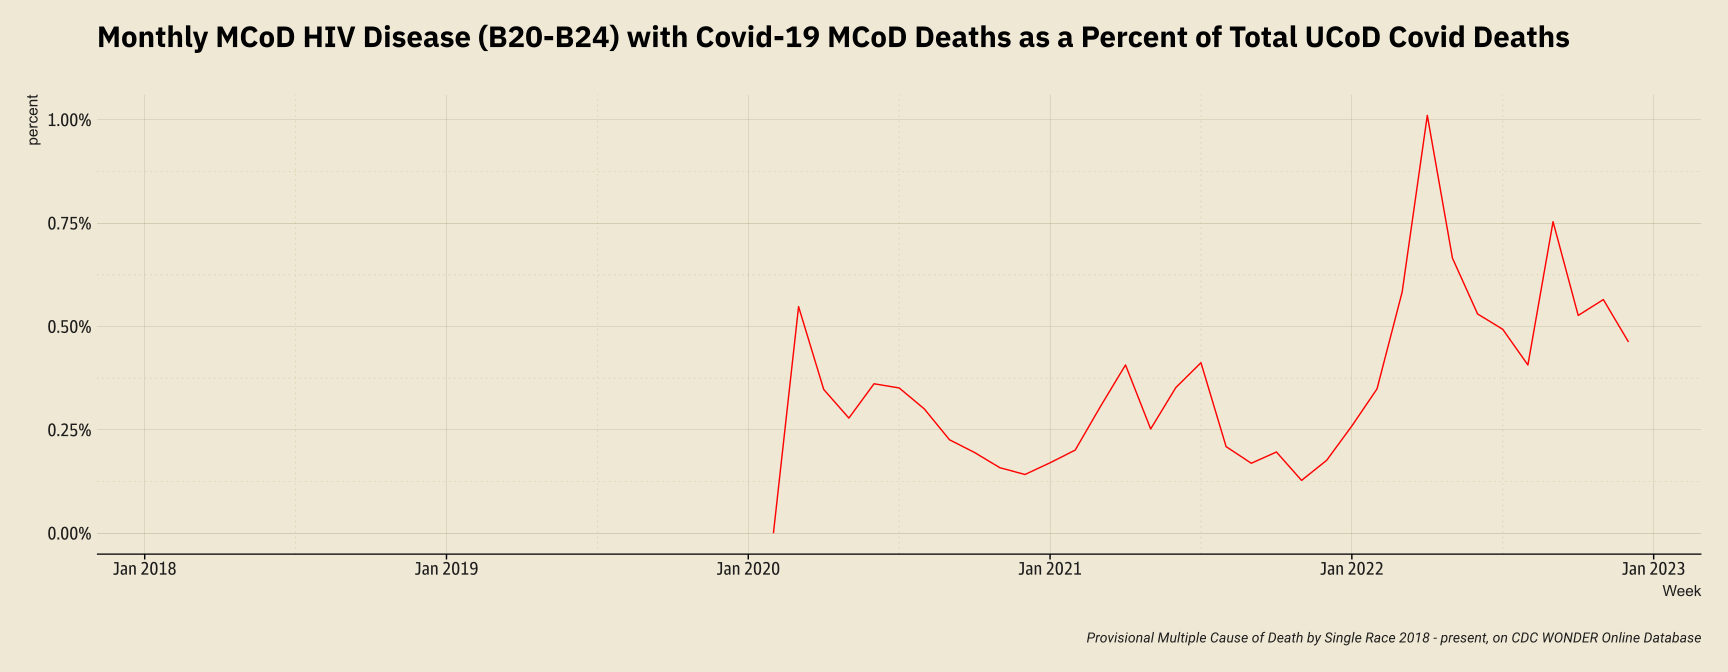 Monthly MCoD HIV Disease (B20-B24) with Covid-19 MCoD Deaths as a Percent of Total UCoD Covid Deaths
percent
1.00%
0.75%
0.50%
0.25%
0.00%
Jan 2018 Jan 2019 Jan 2020 Jan 2021 Jan 2022 Jan 2023
Week
Provisional Multiple Cause of Death by Single Race 2018 - present, on CDC WONDER Online Database